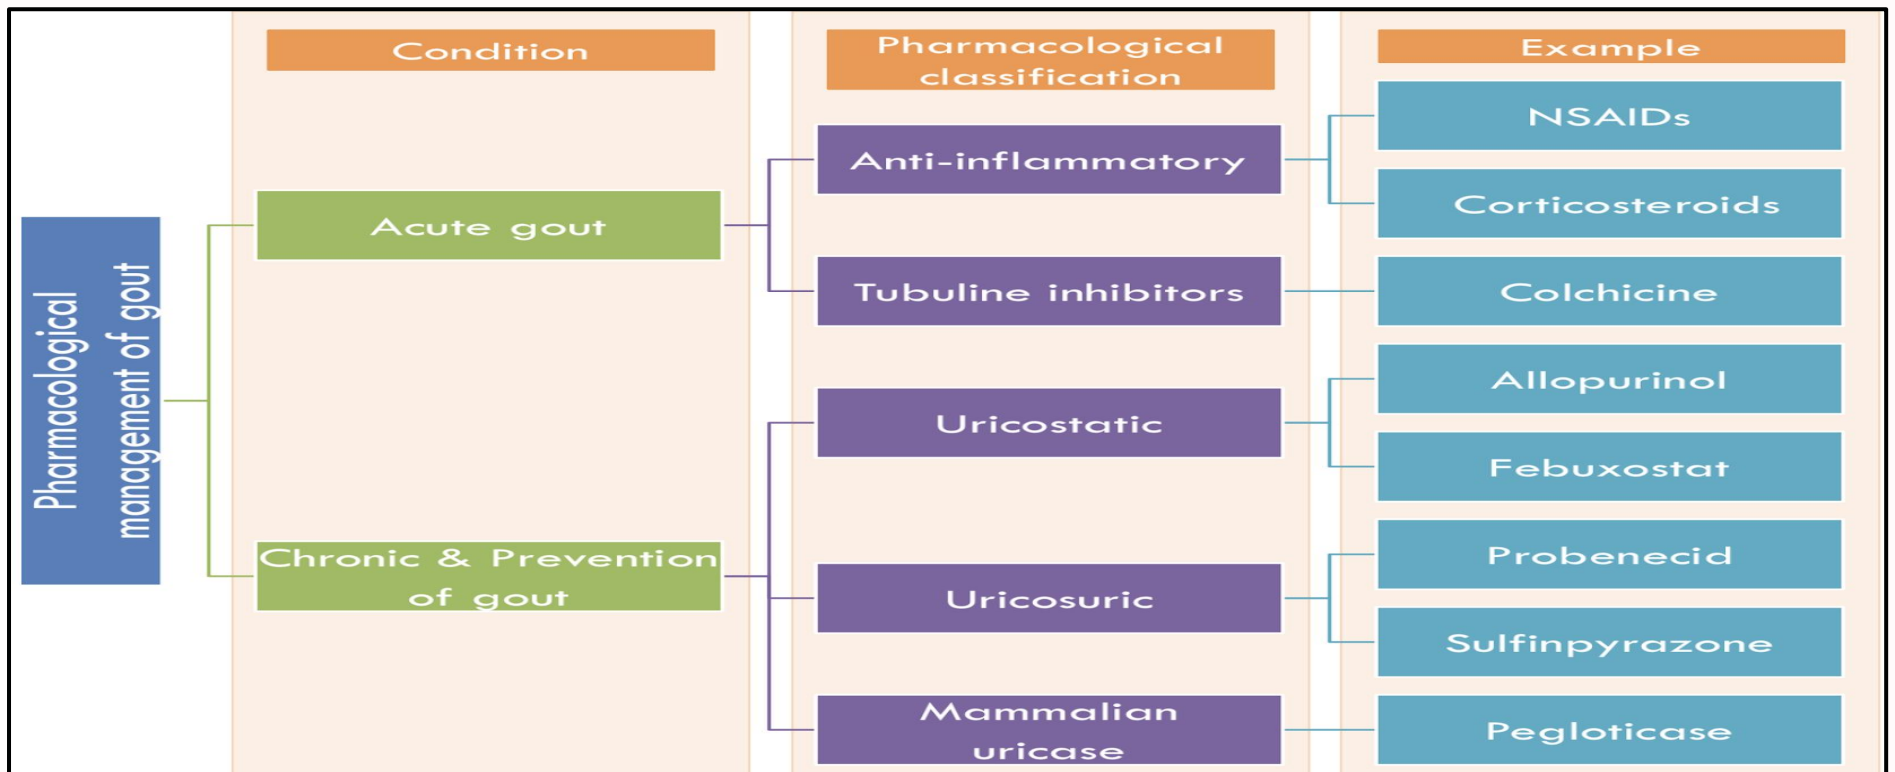 Condition
Pharmacological
classification
Example
Pharmacological
management of gout
Acute gout
Chronic & Prevention
of gout
Anti-inflammatory
Tubuline inhibitors
Uricostatic
Uricosuric
Mammalian
uricase
NSAIDs
Corticosteroids
Colchicine
Allopurinol
Febuxostat
Probenecid
Sulfinpyrazone
Pegloticase